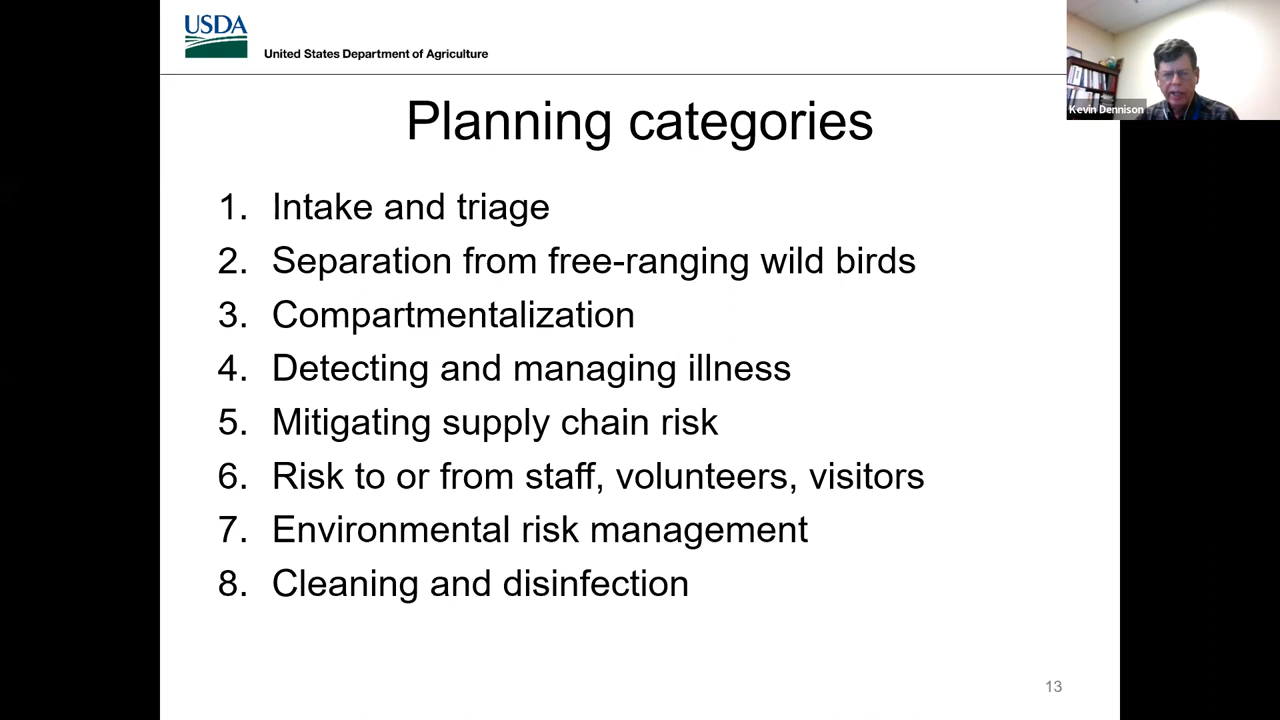 USDA
United States Department of Agriculture
Kevin Dennison
Planning categories
1. Intake and triage
2. Separation from free-ranging wild birds
3. Compartmentalization
4. Detecting and managing illness
5. Mitigating supply chain risk
6. Risk to or from staff, volunteers, visitors
7. Environmental risk management
8. Cleaning and disinfection
13